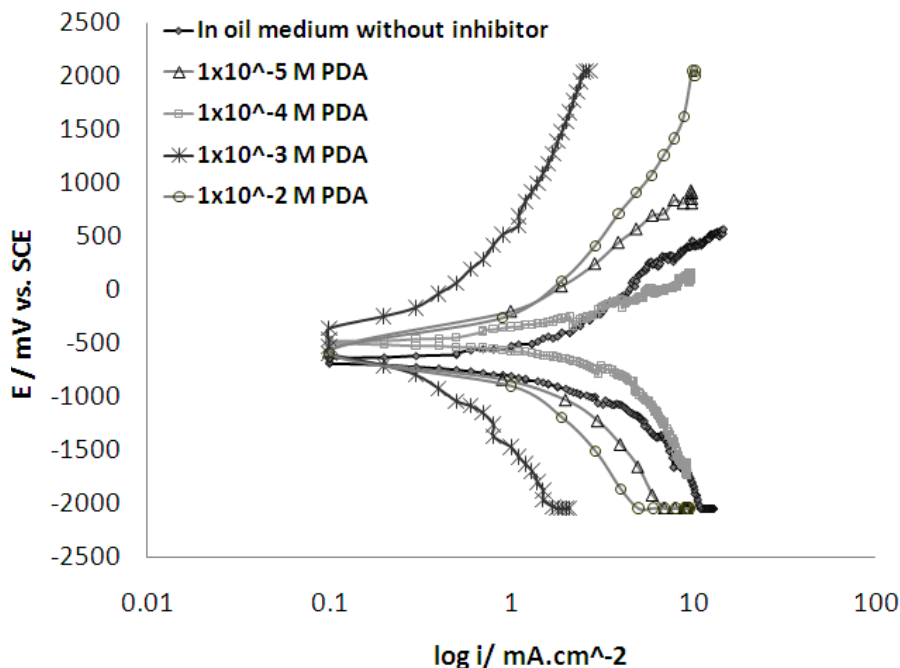 2500
2000
1500
1000
500
0
-500
-1000
-1500
-2000
-2500
E / mV vs. SCE
In oil medium without inhibitor
1x10^-5 M PDA
1x10^-4 M PDA
1x10^-3 M PDA
1x10^-2 M PDA
0.01 0.1 1 10 100
log i/ mA.cm^-2